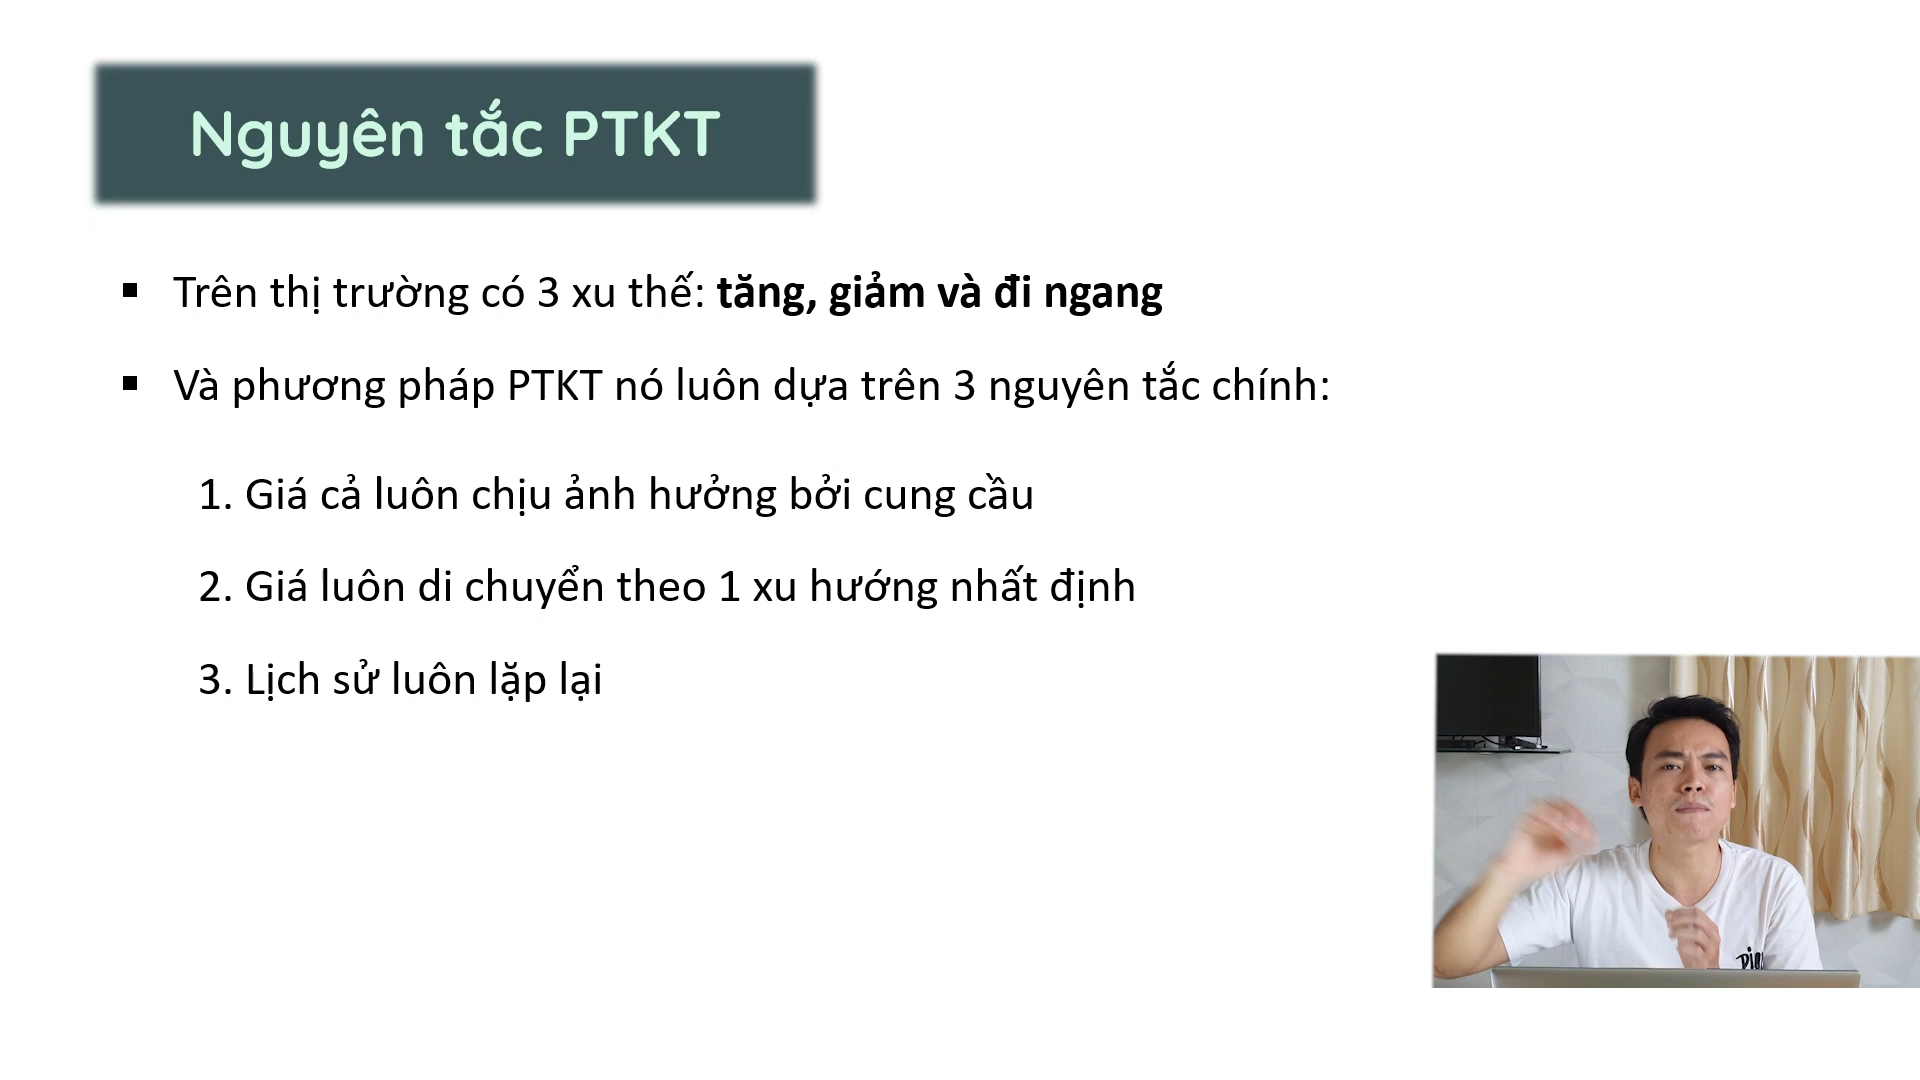 Nguyên tắc PTKT
▪ Trên thị trường có 3 xu thế: tăng, giảm và đi ngang
▪ Và phương pháp PTKT nó luôn dựa trên 3 nguyên tắc chính:
1. Giá cả luôn chịu ảnh hưởng bởi cung cầu
2. Giá luôn di chuyển theo 1 xu hướng nhất định
3. Lịch sử luôn lặp lại